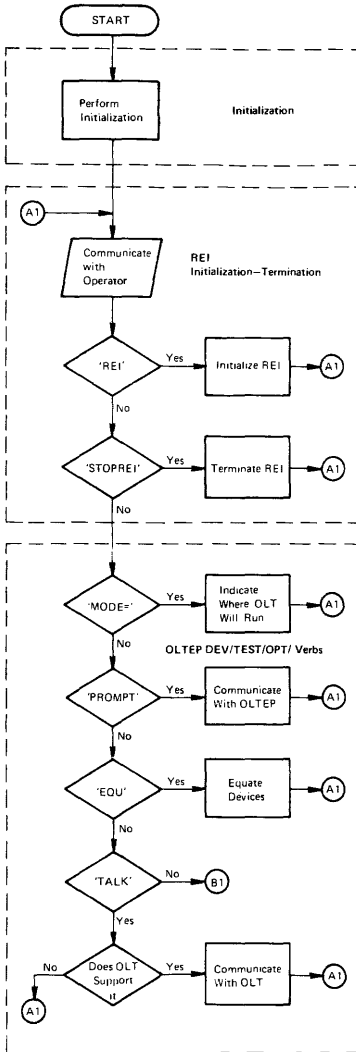 START
Perform
Initialization
Initialization
A1
Communicate
with
Operator
REI
Initialization–Termination
'REI'
Yes
Initialize REI
A1
No
'STOPREI'
Yes
Terminate REI
A1
No
'MODE='
Yes
Indicate
Where OLT
Will Run
A1
No
OLTEP DEV/TEST/OPT/ Verbs
'PROMPT'
Yes
Communicate
With OLTEP
A1
No
'EQU'
Yes
Equate
Devices
A1
No
'TALK'
No
B1
Yes
No
Does OLT
Support
it
Yes
Communicate
With OLT
A1
A1